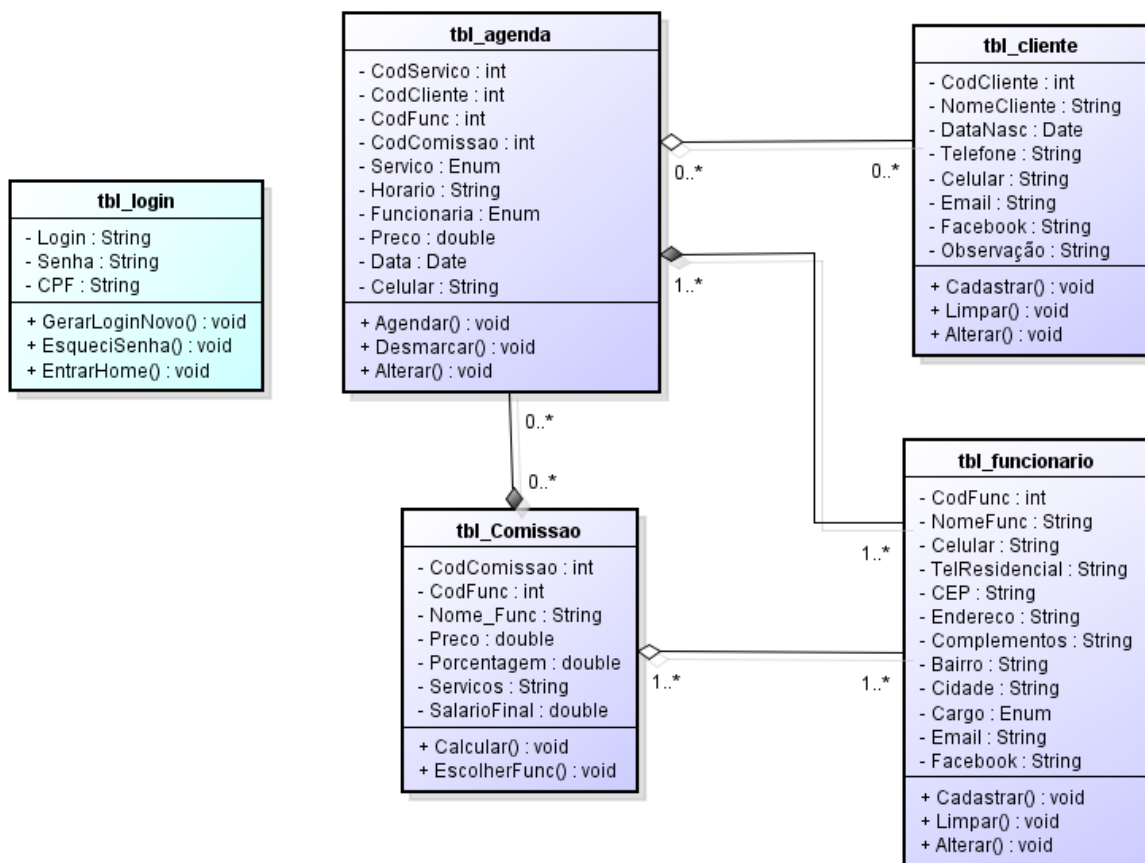 tbl_login
- Login : String
- Senha : String
- CPF : String
+ GerarLoginNovo() : void
+ EsqueciSenha() : void
+ EntrarHome() : void
tbl_agenda
- CodServico : int
- CodCliente : int
- CodFunc : int
- CodComissao : int
- Servico : Enum
- Horario : String
- Funcionaria : Enum
- Preco : double
- Data : Date
- Celular : String
+ Agendar() : void
+ Desmarcar() : void
+ Alterar() : void
0..*
0..*
1..*
1..*
0..*
0..*
tbl_cliente
- CodCliente : int
- NomeCliente : String
- DataNasc : Date
- Telefone : String
- Celular : String
- Email : String
- Facebook : String
- Observação : String
+ Cadastrar() : void
+ Limpar() : void
+ Alterar() : void
tbl_Comissao
- CodComissao : int
- CodFunc : int
- Nome_Func : String
- Preco : double
- Porcentagem : double
- Servicos : String
- SalarioFinal : double
+ Calcular() : void
+ EscolherFunc() : void
1..*
1..*
tbl_funcionario
- CodFunc : int
- NomeFunc : String
- Celular : String
- TelResidencial : String
- CEP : String
- Endereco : String
- Complementos : String
- Bairro : String
- Cidade : String
- Cargo : Enum
- Email : String
- Facebook : String
+ Cadastrar() : void
+ Limpar() : void
+ Alterar() : void